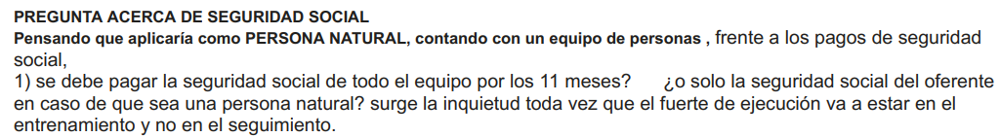 PREGUNTA ACERCA DE SEGURIDAD SOCIAL
Pensando que aplicaría como PERSONA NATURAL, contando con un equipo de personas , frente a los pagos de seguridad
social,
1) se debe pagar la seguridad social de todo el equipo por los 11 meses? ¿o solo la seguridad social del oferente
en caso de que sea una persona natural? surge la inquietud toda vez que el fuerte de ejecución va a estar en el
entrenamiento y no en el seguimiento.